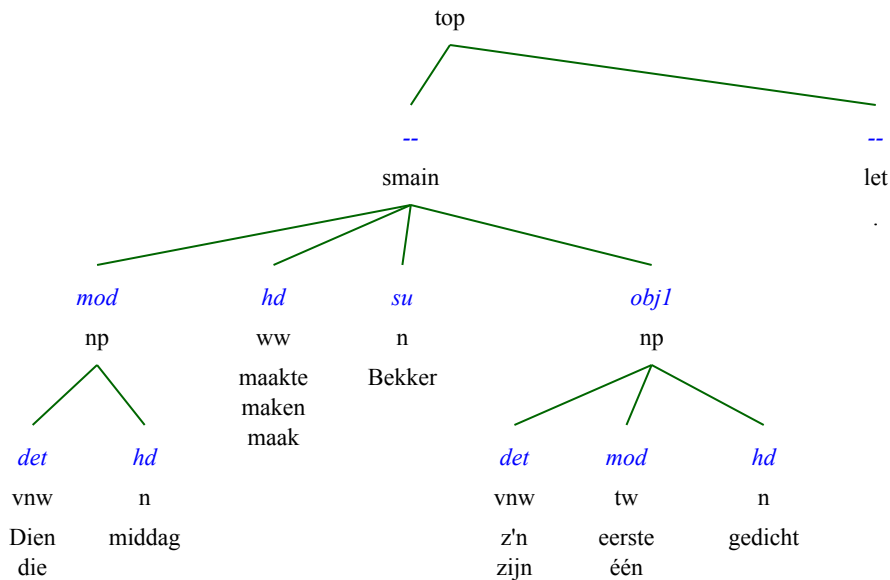 top
-- --
smain let
.
mod hd su obj1
np ww n np
maakte Bekker
maken
maak
det hd det mod hd
vnw n vnw tw n
Dien middag z'n eerste gedicht
die zijn één